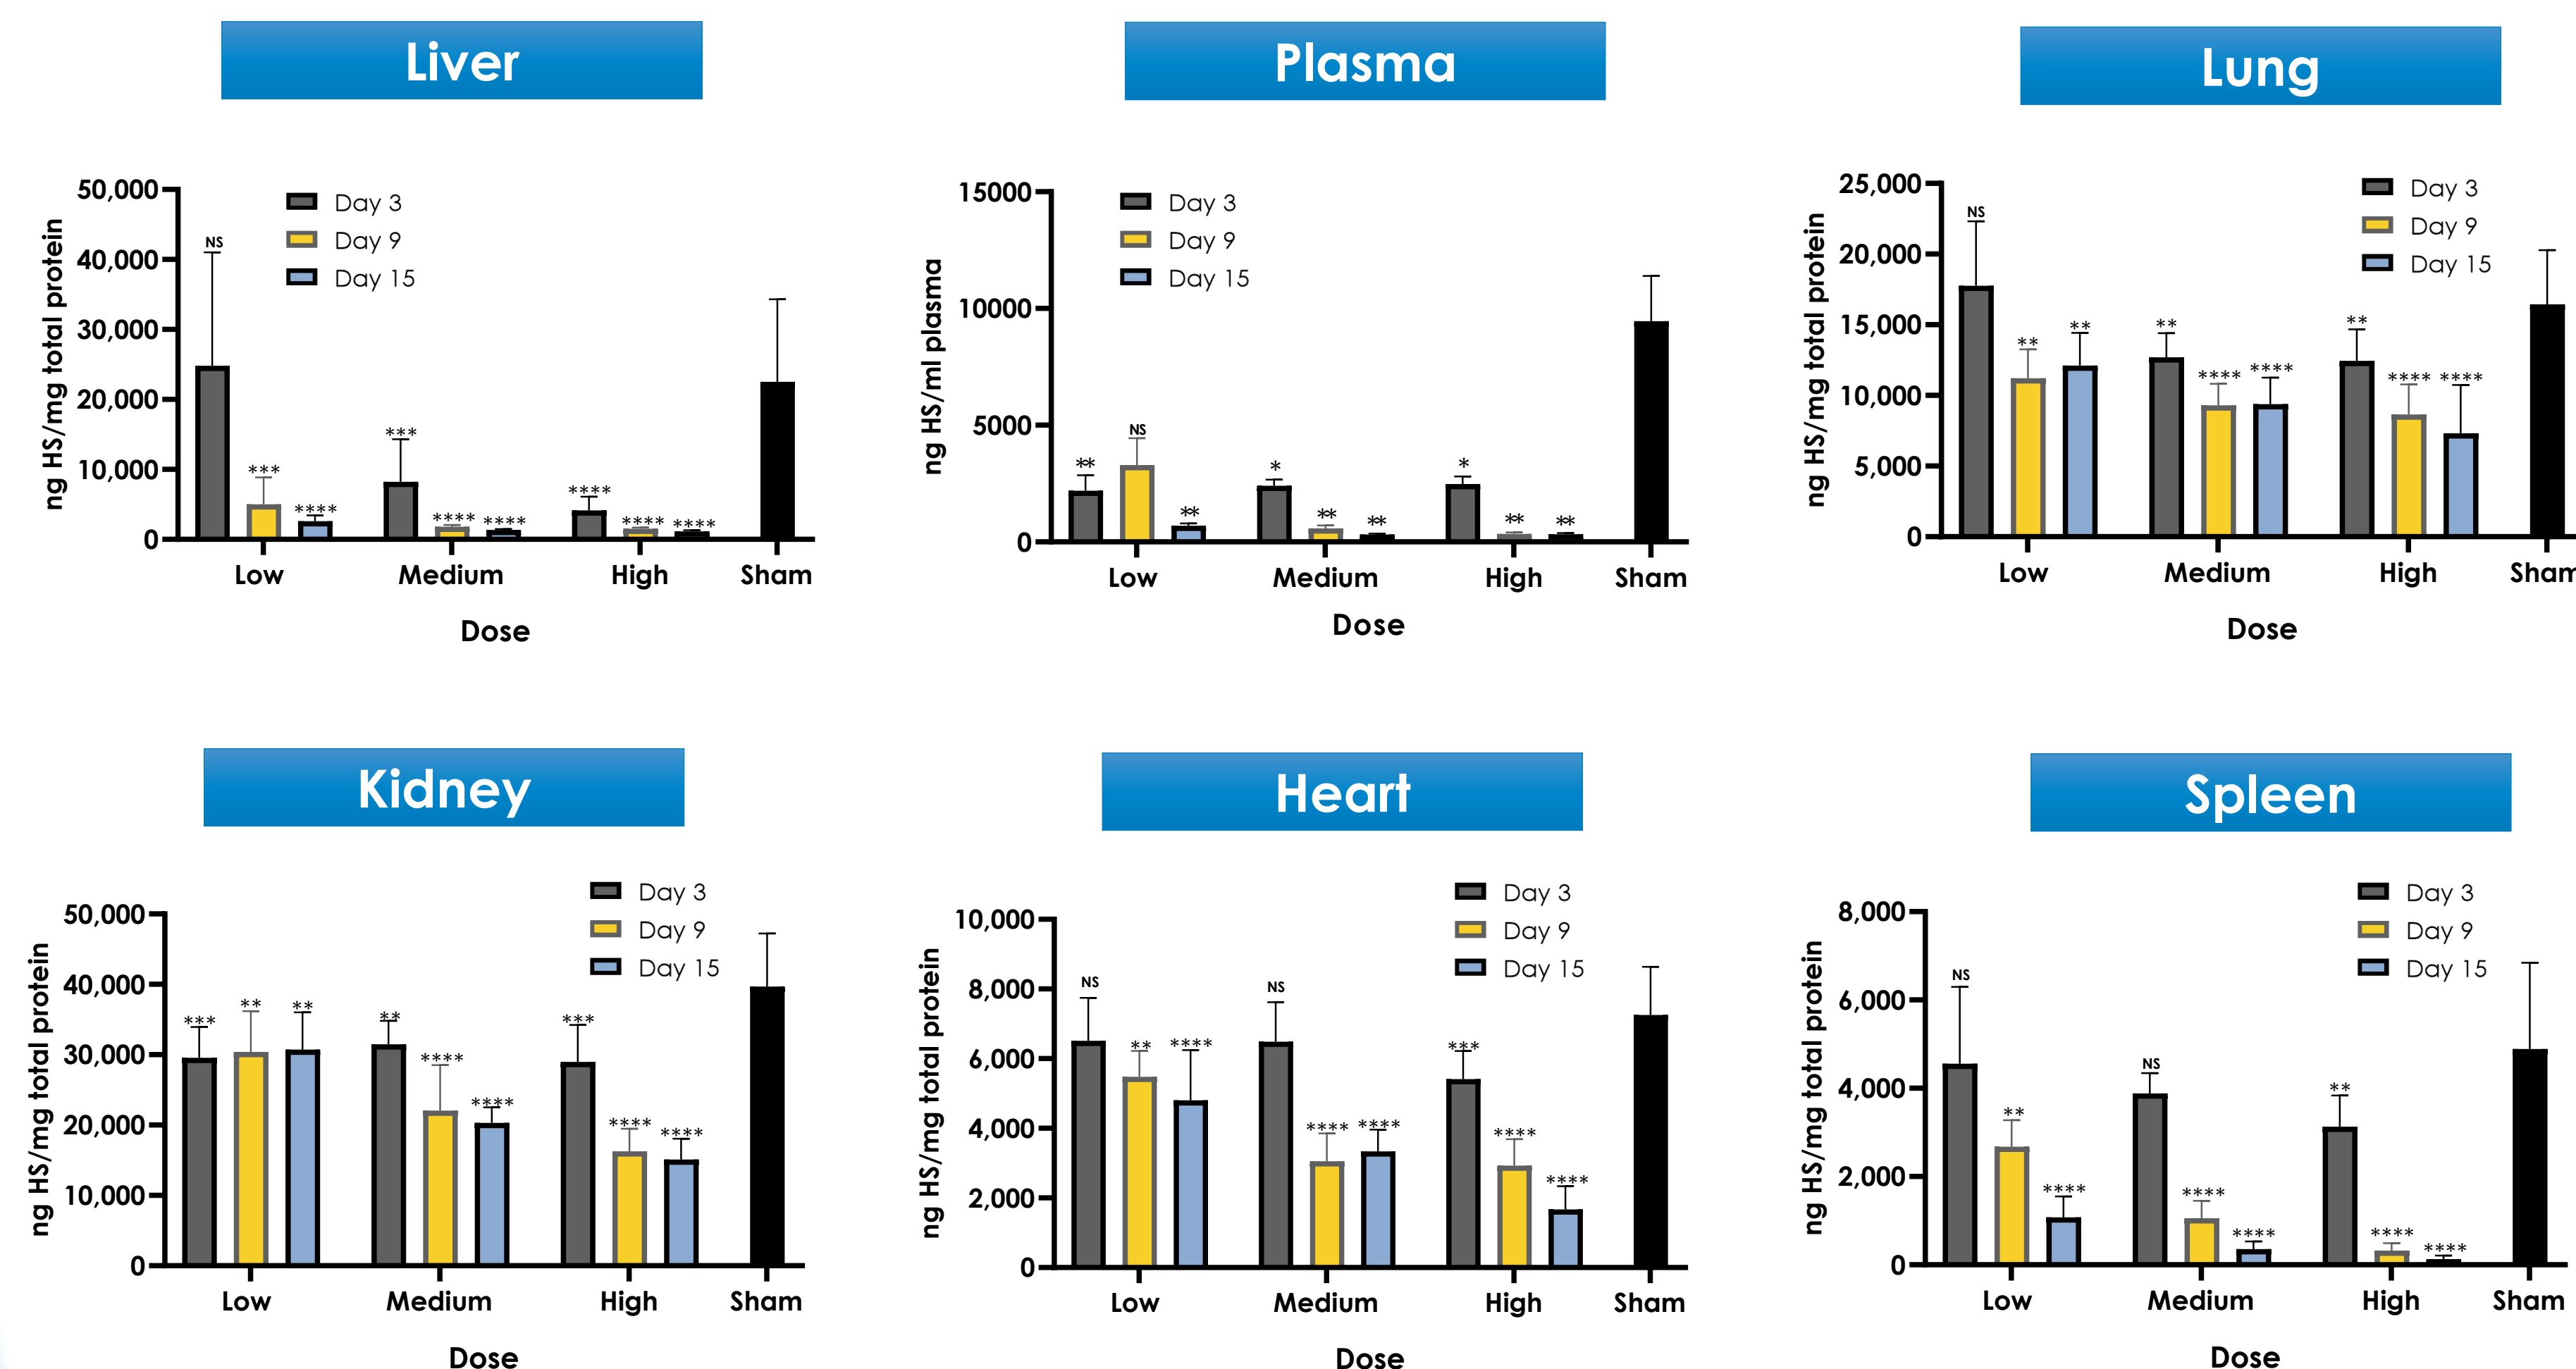 Liver
50,000
40,000
30,000
20,000
10,000
0
ng HS/mg total protein
Day 3
Day 9
Day 15
NS
***
****
***
****
****
****
****
****
Low Medium High Sham
Dose
Plasma
15000
10000
5000
0
ng HS/ml plasma
Day 3
Day 9
Day 15
**
NS
**
*
**
**
*
**
**
Low Medium High Sham
Dose
Lung
25,000
20,000
15,000
10,000
5,000
0
ng HS/mg total protein
Day 3
Day 9
Day 15
NS
**
**
**
****
****
**
****
****
Low Medium High Sham
Dose
Kidney
50,000
40,000
30,000
20,000
10,000
0
ng HS/mg total protein
Day 3
Day 9
Day 15
***
**
**
**
****
****
***
****
****
Low Medium High Sham
Dose
Heart
10,000
8,000
6,000
4,000
2,000
0
ng HS/mg total protein
Day 3
Day 9
Day 15
NS
**
****
NS
****
****
***
****
****
Low Medium High Sham
Dose
Spleen
8,000
6,000
4,000
2,000
0
ng HS/mg total protein
Day 3
Day 9
Day 15
NS
**
****
NS
****
****
**
****
****
Low Medium High Sham
Dose